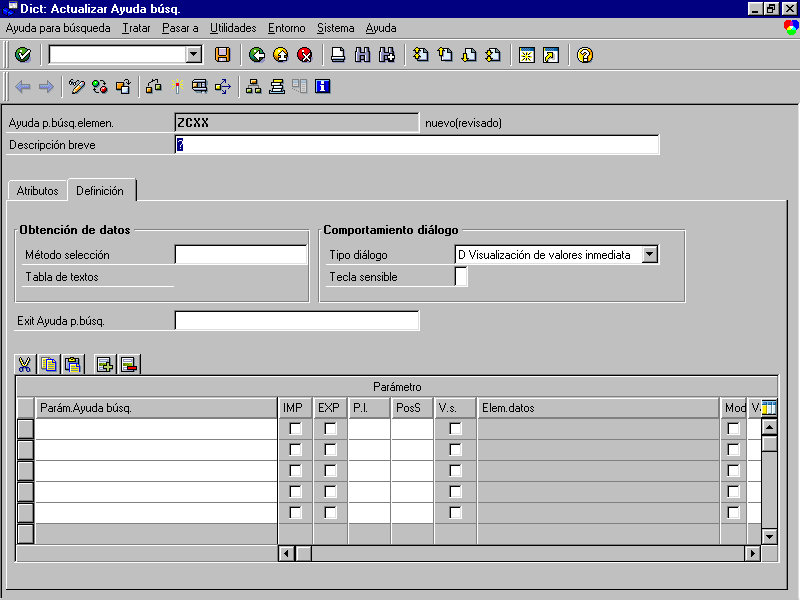 Dict: Actualizar Ayuda búsq.
Ayuda para búsqueda Tratar Pasar a Utilidades Entorno Sistema Ayuda
Ayuda p.búsq.elemen. ZCXX nuevo(revisado)
Descripción breve ?
Atributos Definición
Obtención de datos Comportamiento diálogo
Método selección Tipo diálogo D Visualización de valores inmediata
Tabla de textos Tecla sensible
Exit Ayuda p.búsq.
Parámetro
Parám.Ayuda búsq. IMP EXP P.l. PosS V.s. Elem.datos Mod